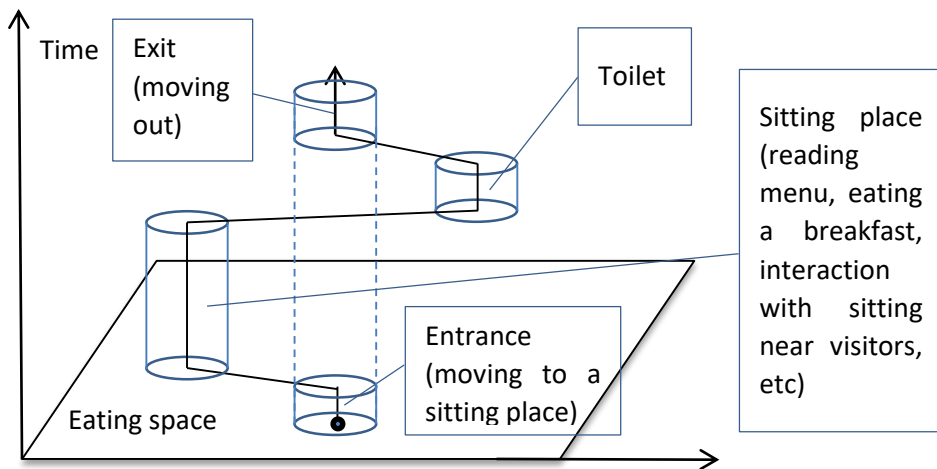 Time
Exit
(moving
out)
Toilet
Sitting place
(reading
menu, eating
a breakfast,
interaction
with sitting
near visitors,
etc)
Entrance
(moving to a
sitting place)
Eating space